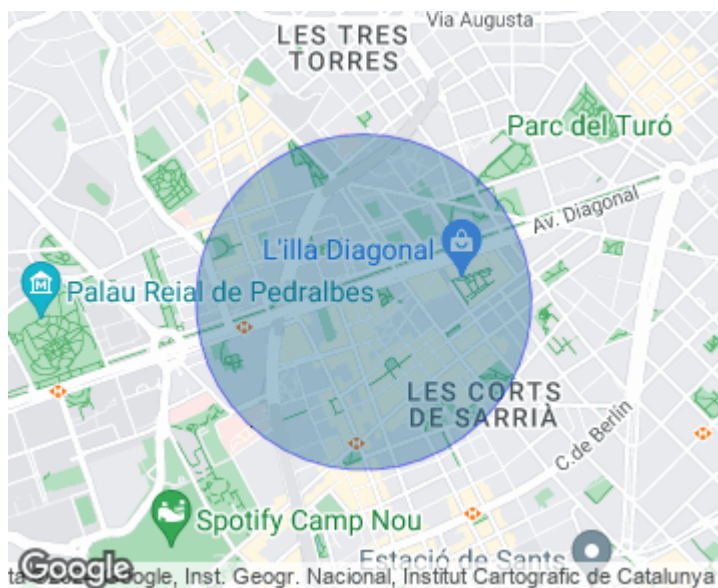 Via Augusta
LES TRES
TORRES
Parc del Turó
Av. Diagonal
L'illa Diagonal
Palau Reial de Pedralbes
LES CORTS
DE SARRIÀ
C. de Berlín
Spotify Camp Nou
Estació de Sants
Google
Google, Inst. Geogr. Nacional, Institut Cartogràfic de Catalunya